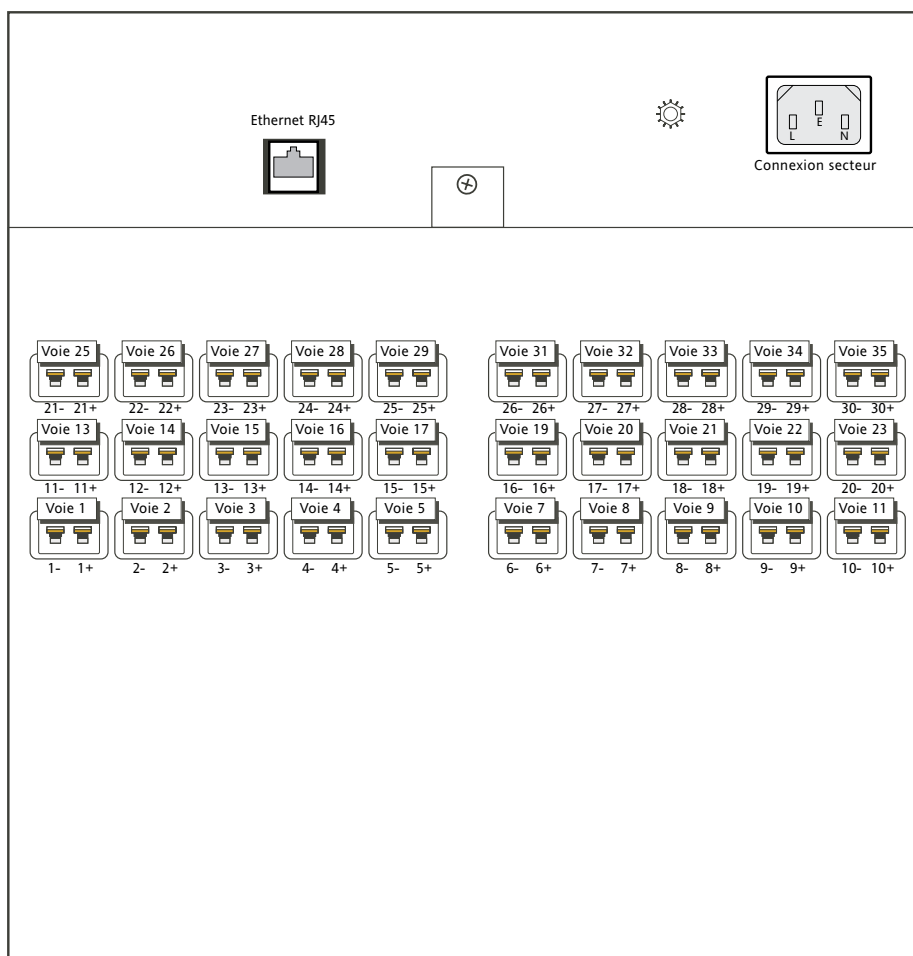 Ethernet RJ45
L E N
Connexion secteur
Voie 25 Voie 26 Voie 27 Voie 28 Voie 29 Voie 31 Voie 32 Voie 33 Voie 34 Voie 35
21- 21+ 22- 22+ 23- 23+ 24- 24+ 25- 25+ 26- 26+ 27- 27+ 28- 28+ 29- 29+ 30- 30+
Voie 13 Voie 14 Voie 15 Voie 16 Voie 17 Voie 19 Voie 20 Voie 21 Voie 22 Voie 23
11- 11+ 12- 12+ 13- 13+ 14- 14+ 15- 15+ 16- 16+ 17- 17+ 18- 18+ 19- 19+ 20- 20+
Voie 1 Voie 2 Voie 3 Voie 4 Voie 5 Voie 7 Voie 8 Voie 9 Voie 10 Voie 11
1- 1+ 2- 2+ 3- 3+ 4- 4+ 5- 5+ 6- 6+ 7- 7+ 8- 8+ 9- 9+ 10- 10+